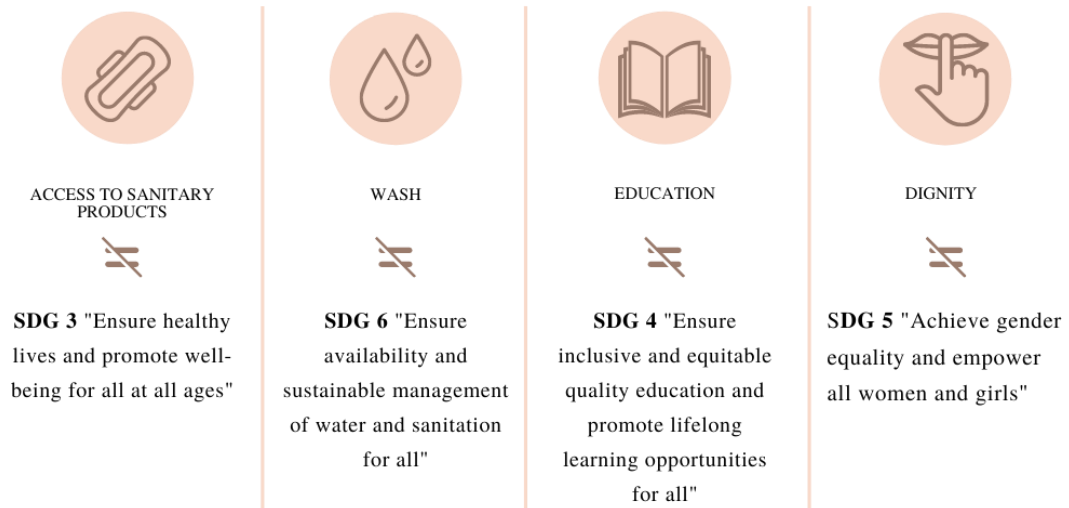 ACCESS TO SANITARY
PRODUCTS
SDG 3 "Ensure healthy
lives and promote well-
being for all at all ages"
WASH
SDG 6 "Ensure
availability and
sustainable management
of water and sanitation
for all"
EDUCATION
SDG 4 "Ensure
inclusive and equitable
quality education and
promote lifelong
learning opportunities
for all"
DIGNITY
SDG 5 "Achieve gender
equality and empower
all women and girls"